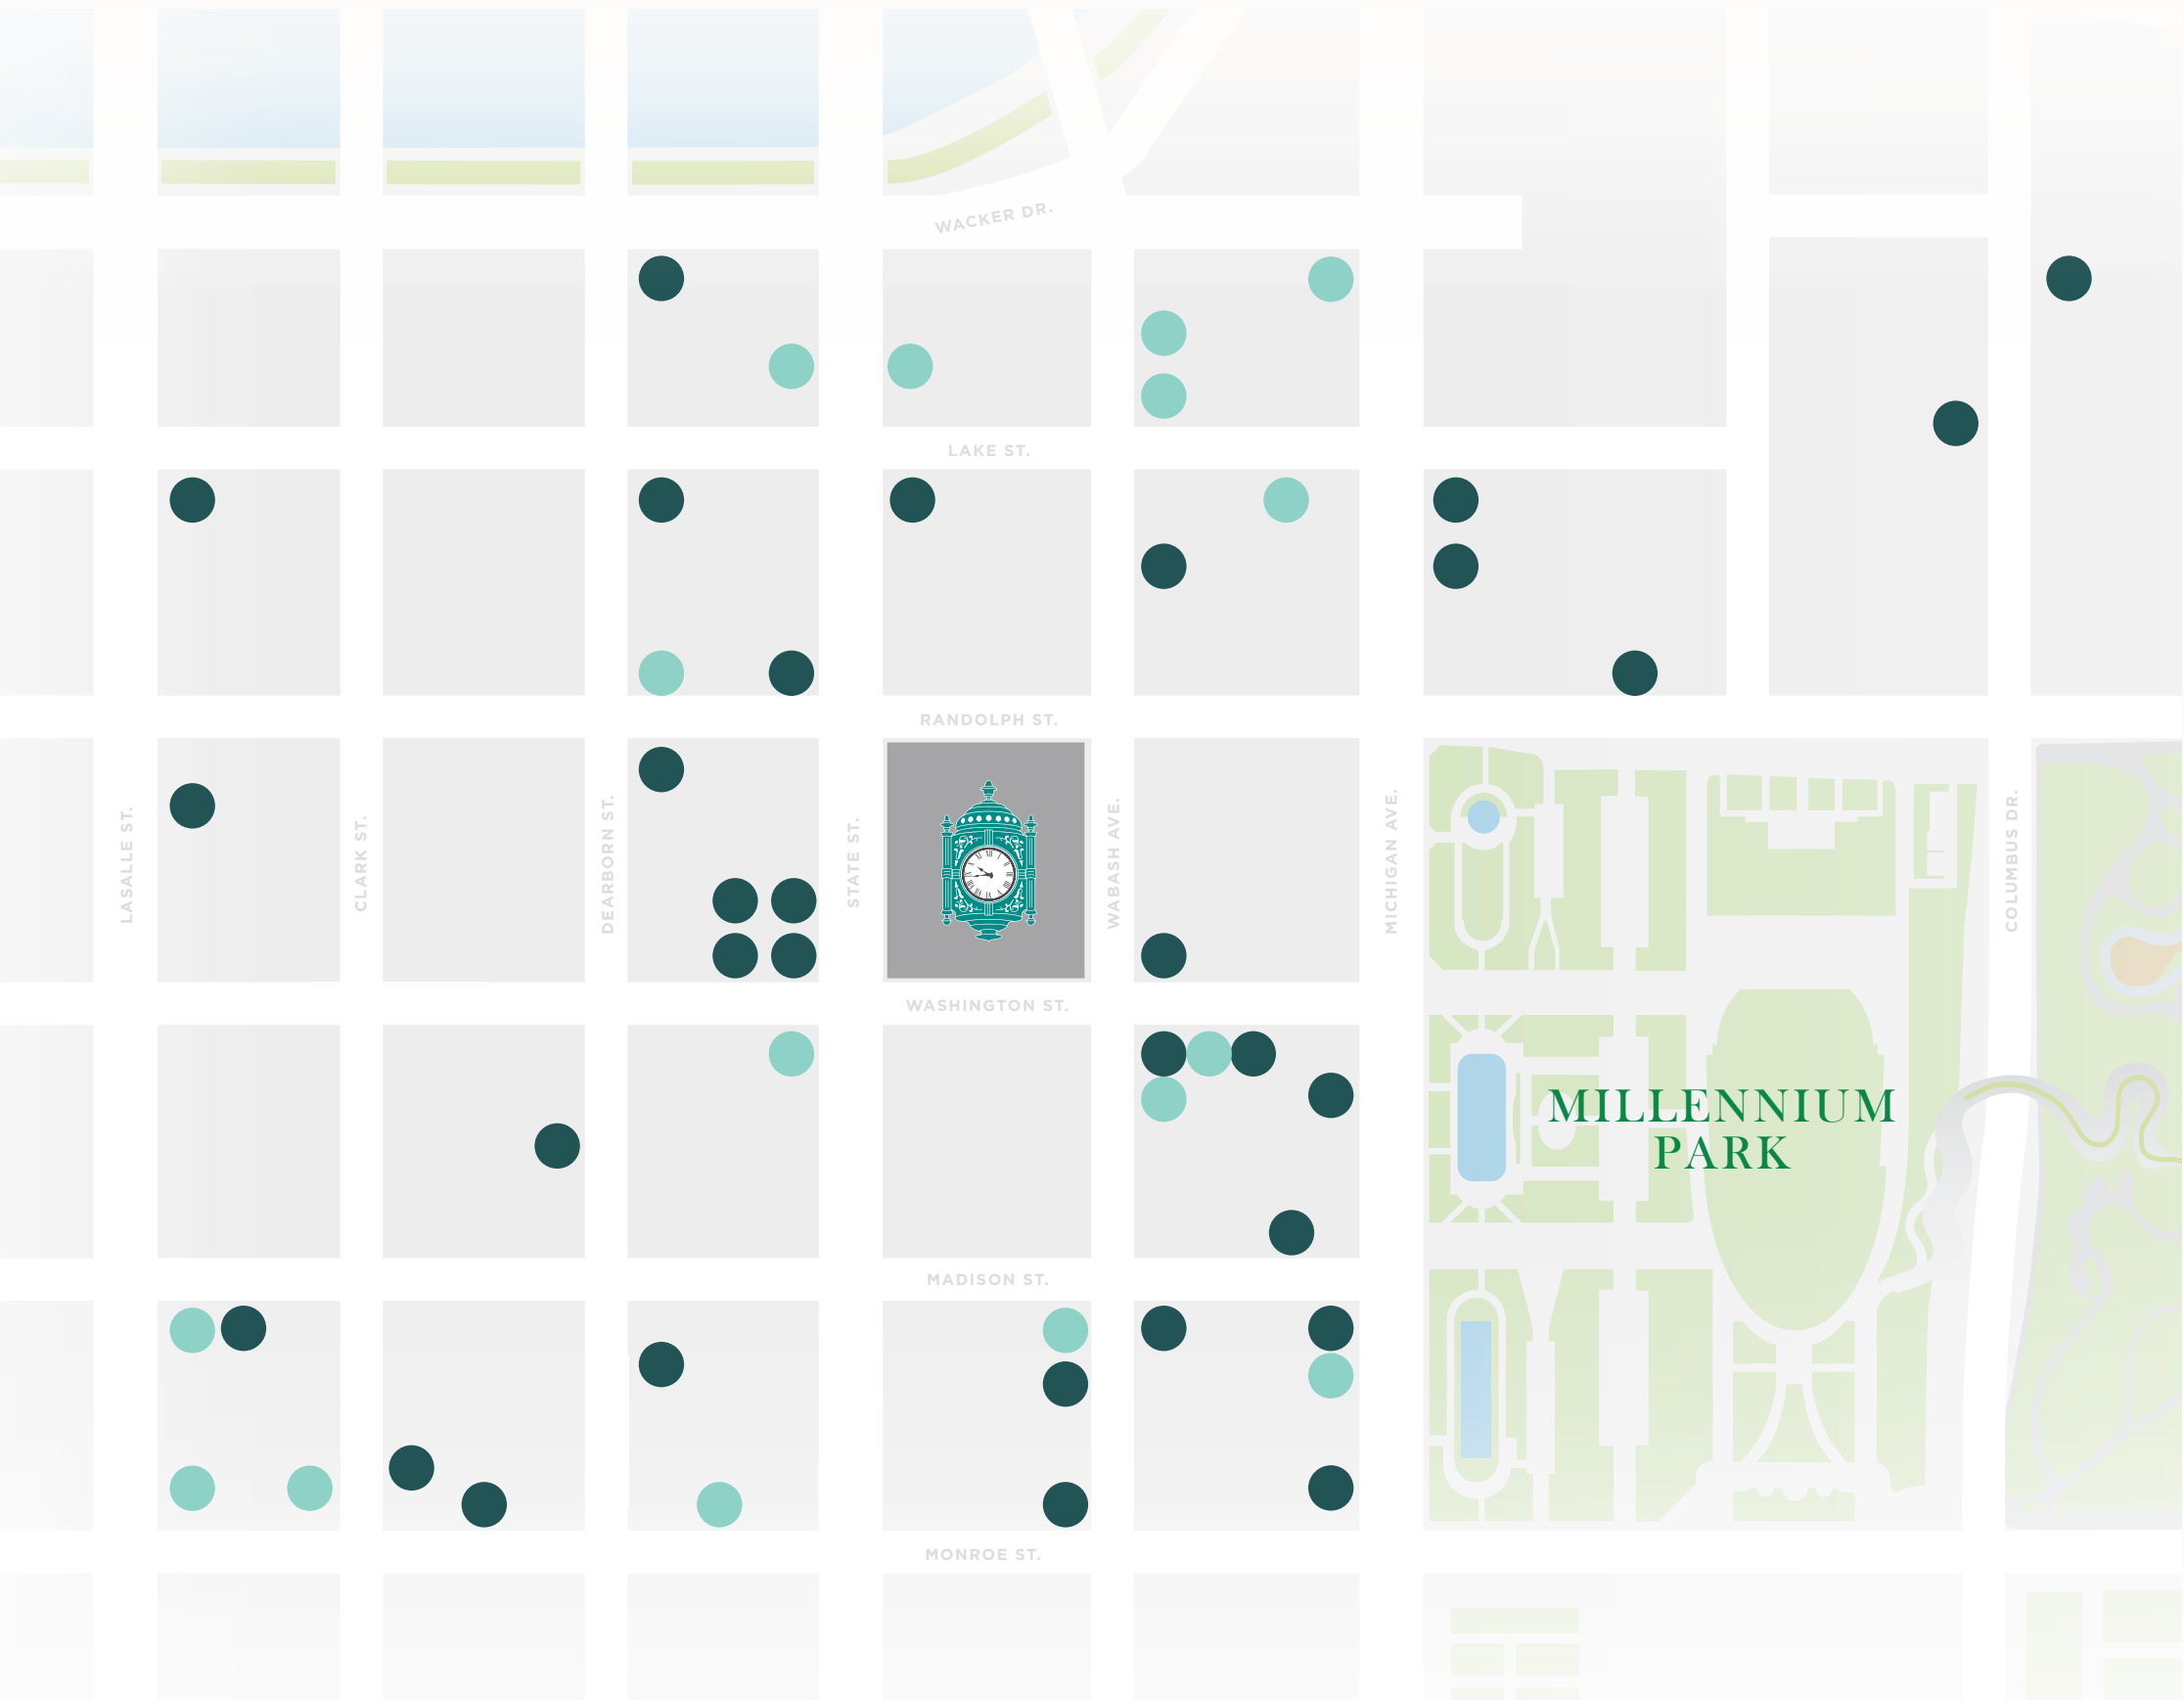 WACKER DR.
LAKE ST.
RANDOLPH ST.
LASALLE ST.
CLARK ST.
DEARBORN ST.
STATE ST.
WABASH AVE.
MICHIGAN AVE.
COLUMBUS DR.
WASHINGTON ST.
MILLENNIUM
PARK
MADISON ST.
MONROE ST.